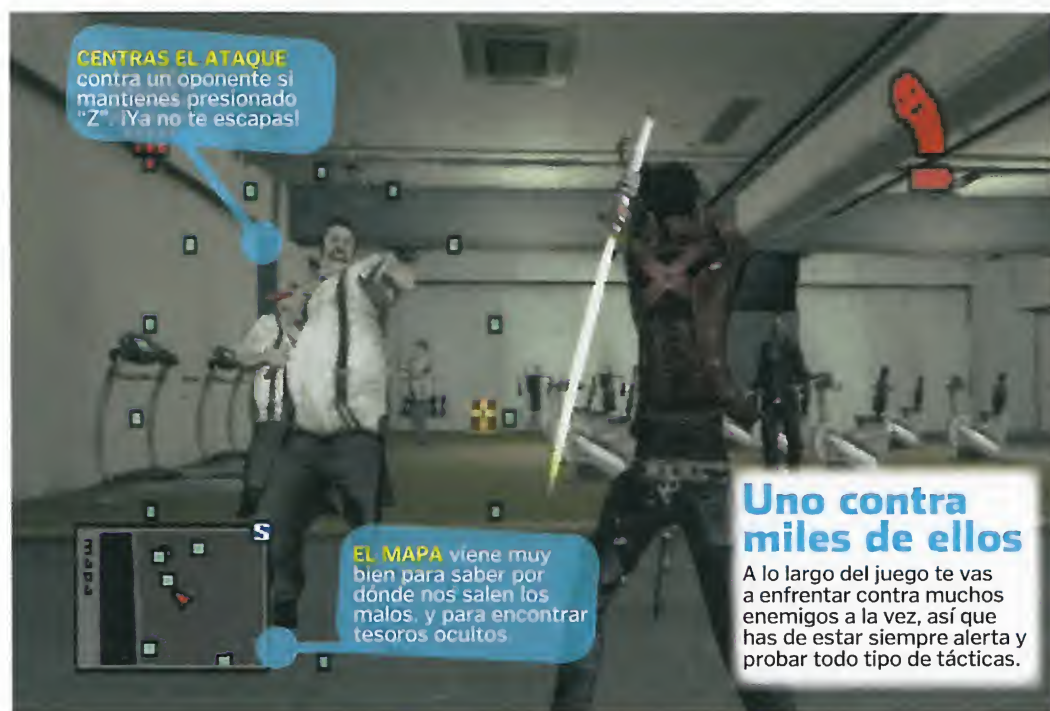 CENTRAS EL ATAQUE
contra un oponente si
mantienes presionado
"Z". ¡Ya no te escapas!
S
Mapa
EL MAPA viene muy
bien para saber por
dónde nos salen los
malos, y para encontrar
tesoros ocultos.
Uno contra
miles de ellos
A lo largo del juego te vas
a enfrentar contra muchos
enemigos a la vez, así que
has de estar siempre alerta y
probar todo tipo de tácticas.